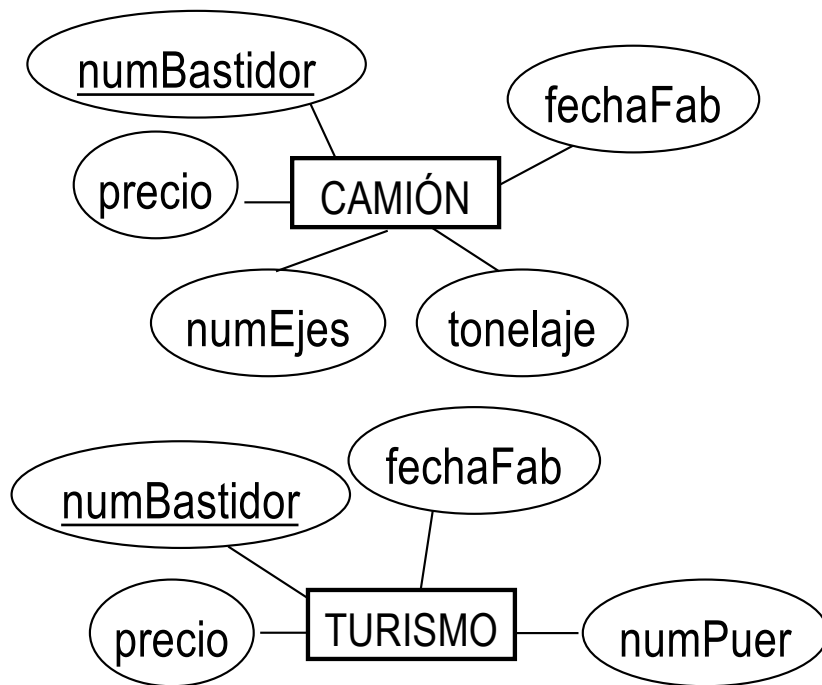 numBastidor
fechaFab
precio
CAMIÓN
numEjes
tonelaje
fechaFab
numBastidor
precio
TURISMO
numPuer